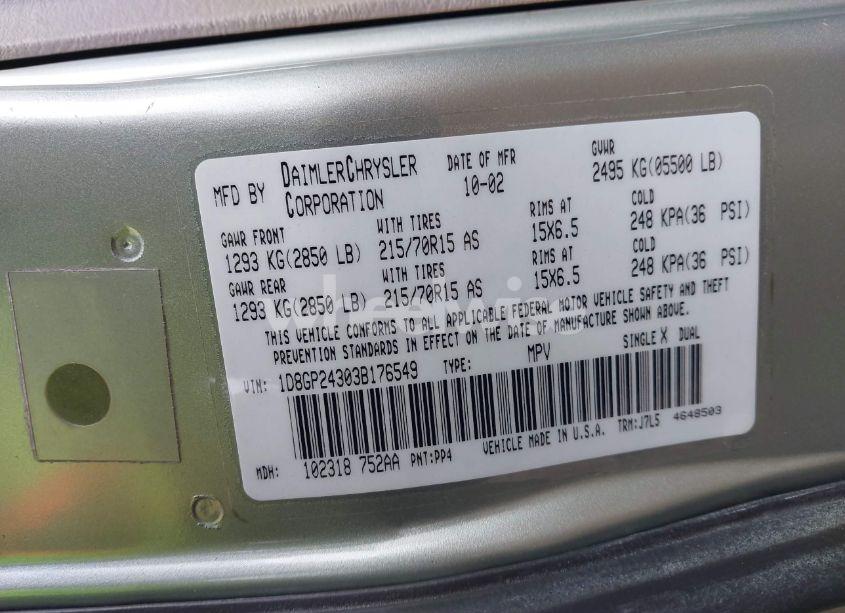 MFD BY DAIMLERCHRYSLER CORPORATION
DATE OF MFR 10-02
GVWR 2495 KG(05500 LB)
GAWR FRONT WITH TIRES RIMS AT COLD
1293 KG(2850 LB) 215/70R15 AS 15X6.5 248 KPA(36 PSI)
GAWR REAR WITH TIRES RIMS AT COLD
1293 KG(2850 LB) 215/70R15 AS 15X6.5 248 KPA(36 PSI)
THIS VEHICLE CONFORMS TO ALL APPLICABLE FEDERAL MOTOR VEHICLE SAFETY AND THEFT
PREVENTION STANDARDS IN EFFECT ON THE DATE OF MANUFACTURE SHOWN ABOVE.
VIN: 1D8GP24303B176549 TYPE: MPV SINGLE X DUAL
MDH: 102318 752AA PNT:PP4 VEHICLE MADE IN U.S.A. TRM:J7L5 4648503